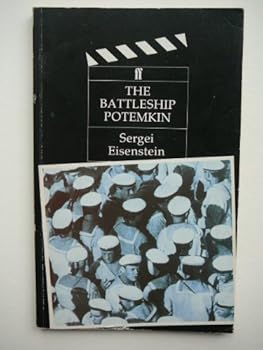 ff
THE
BATTLESHIP
POTEMKIN
Sergei
Eisenstein